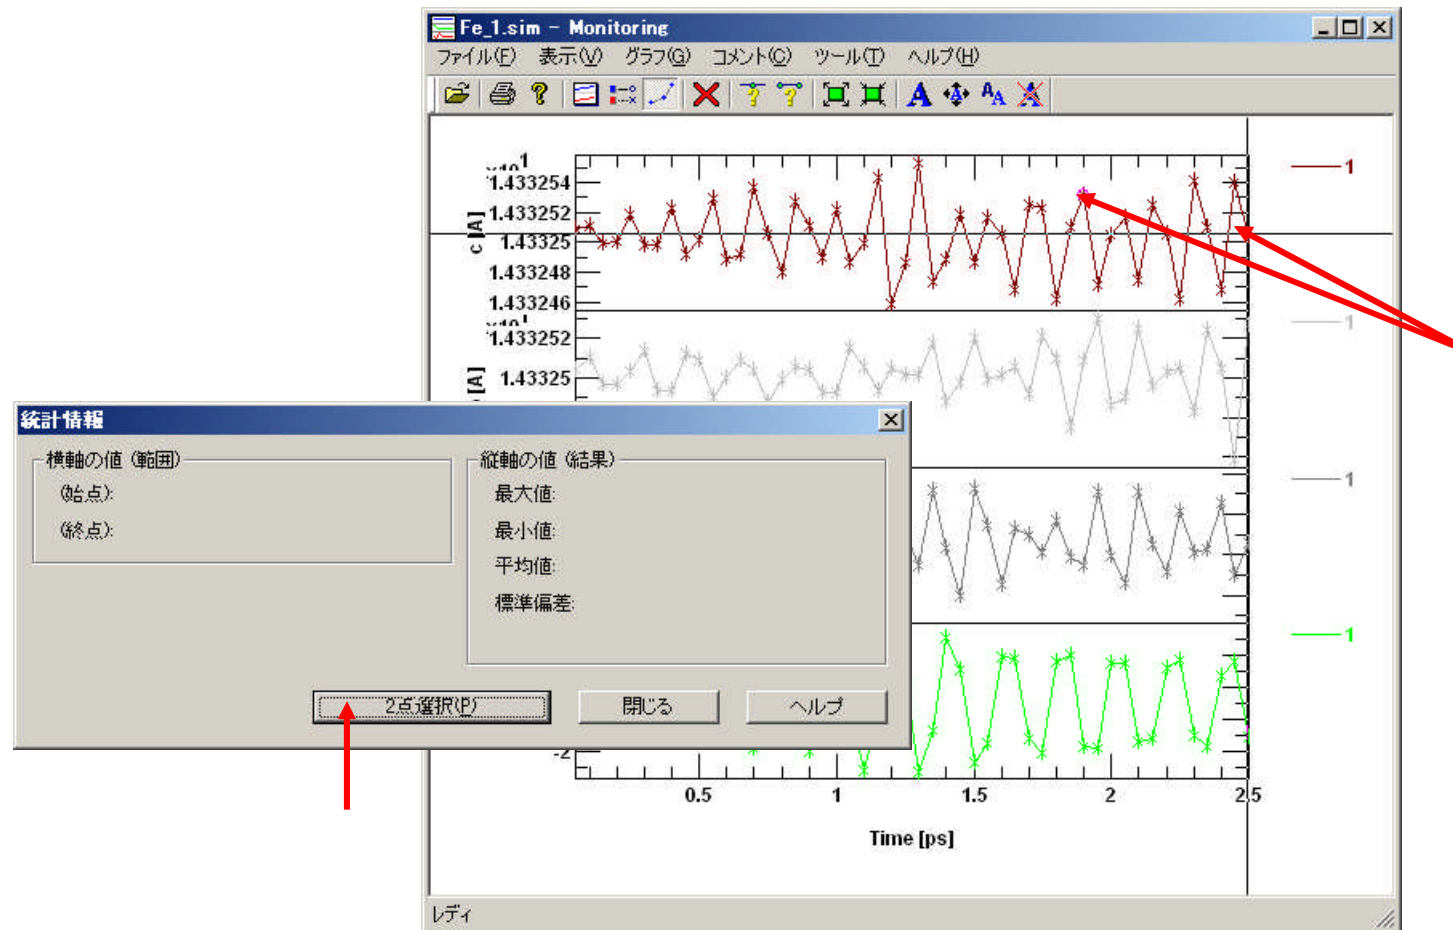 Fe_1.sim - Monitoring
ファイル(F) 表示(V) グラフ(G) コメント(C) ツール(T) ヘルプ(H)
1.433254
1.433252
1.43325
1.433248
1.433246
c [A]
1
1.433252
1.43325
[A]
1
1
1
-2
0.5 1 1.5 2 2.5
Time [ps]
レディ
統計情報
横軸の値 (範囲)
(始点):
(終点):
縦軸の値 (結果)
最大値:
最小値:
平均値:
標準偏差:
2点選択(P) 閉じる ヘルプ